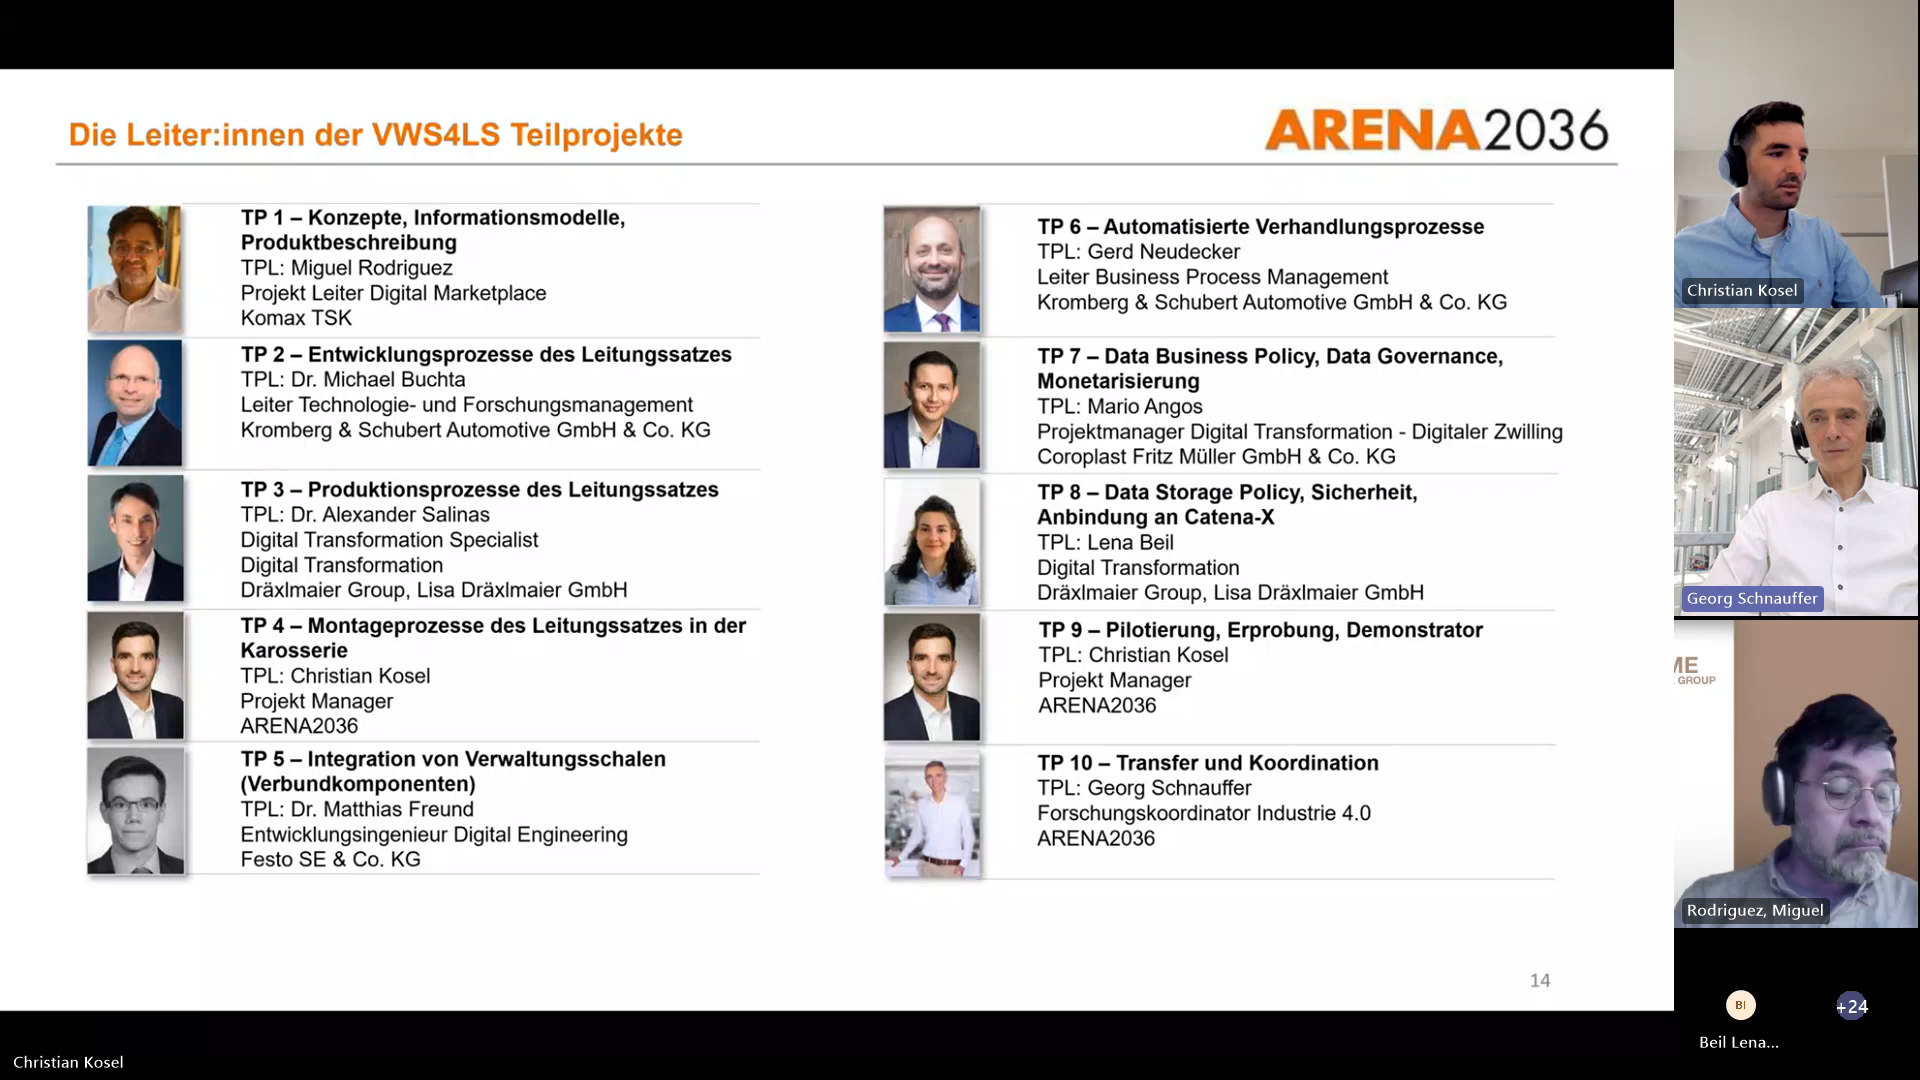 Die Leiter:innen der VWS4LS Teilprojekte
ARENA2036
TP 1 – Konzepte, Informationsmodelle,
Produktbeschreibung
TPL: Miguel Rodriguez
Projekt Leiter Digital Marketplace
Komax TSK
TP 2 – Entwicklungsprozesse des Leitungssatzes
TPL: Dr. Michael Buchta
Leiter Technologie- und Forschungsmanagement
Kromberg & Schubert Automotive GmbH & Co. KG
TP 3 – Produktionsprozesse des Leitungssatzes
TPL: Dr. Alexander Salinas
Digital Transformation Specialist
Digital Transformation
Dräxlmaier Group, Lisa Dräxlmaier GmbH
TP 4 – Montageprozesse des Leitungssatzes in der
Karosserie
TPL: Christian Kosel
Projekt Manager
ARENA2036
TP 5 – Integration von Verwaltungsschalen
(Verbundkomponenten)
TPL: Dr. Matthias Freund
Entwicklungsingenieur Digital Engineering
Festo SE & Co. KG
TP 6 – Automatisierte Verhandlungsprozesse
TPL: Gerd Neudecker
Leiter Business Process Management
Kromberg & Schubert Automotive GmbH & Co. KG
TP 7 – Data Business Policy, Data Governance,
Monetarisierung
TPL: Mario Angos
Projektmanager Digital Transformation - Digitaler Zwilling
Coroplast Fritz Müller GmbH & Co. KG
TP 8 – Data Storage Policy, Sicherheit,
Anbindung an Catena-X
TPL: Lena Beil
Digital Transformation
Dräxlmaier Group, Lisa Dräxlmaier GmbH
TP 9 – Pilotierung, Erprobung, Demonstrator
TPL: Christian Kosel
Projekt Manager
ARENA2036
TP 10 – Transfer und Koordination
TPL: Georg Schnauffer
Forschungskoordinator Industrie 4.0
ARENA2036
14
Christian Kosel
Georg Schnauffer
ME
GROUP
Rodriguez, Miguel
BI
+24
Beil Lena...
Christian Kosel